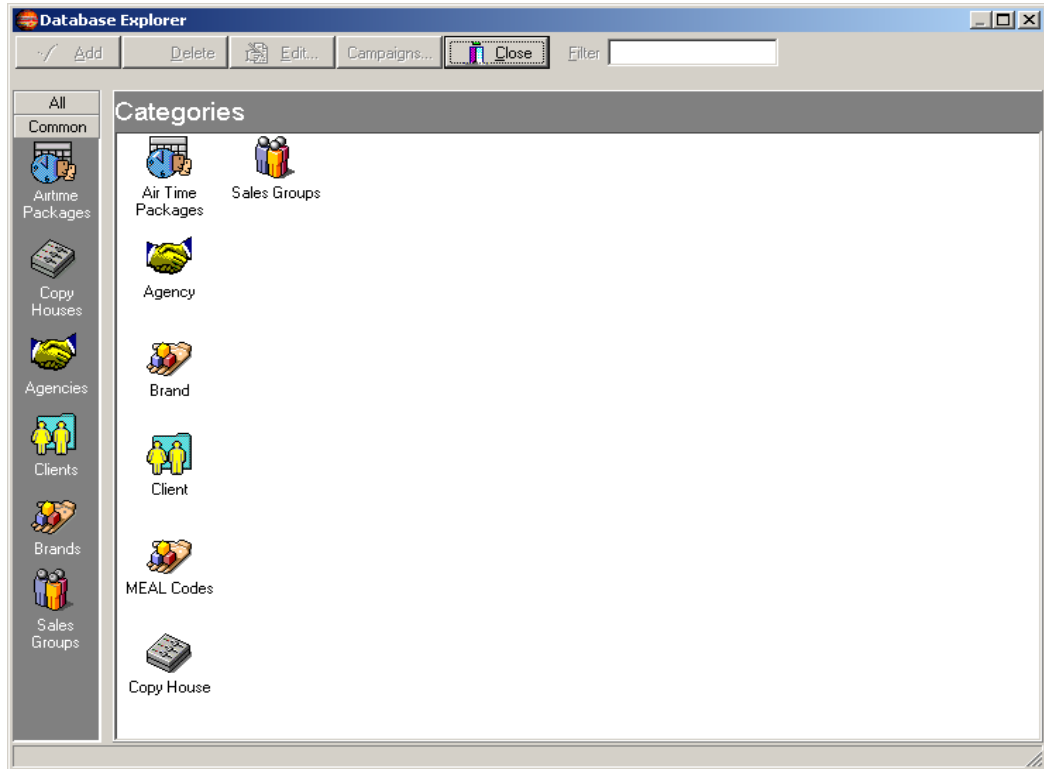 Database Explorer
Add Delete Edit... Campaigns... Close Filter
All
Common
Airtime
Packages
Copy
Houses
Agencies
Clients
Brands
Sales
Groups
Categories
Air Time
Packages
Sales Groups
Agency
Brand
Client
MEAL Codes
Copy House